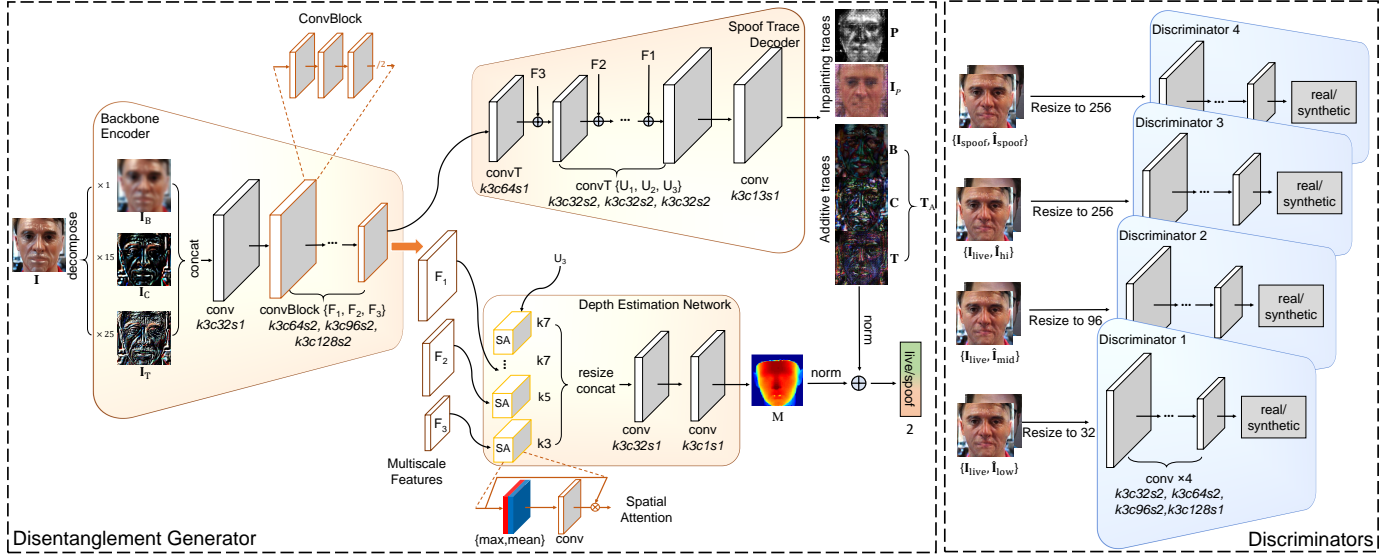 ConvBlock
/2
Backbone
Encoder
I
decompose
×1
×15
×25
I_B
I_C
I_T
concat
conv
k3c32s1
convBlock {F₁, F₂, F₃}
k3c64s2, k3c96s2,
k3c128s2
...
Spoof Trace
Decoder
F3
F2
F1
...
convT
k3c64s1
convT {U₁, U₂, U₃}
k3c32s2, k3c32s2, k3c32s2
conv
k3c13s1
Inpainting traces
P
I_P
Additive traces
B
C
T
T_A
norm
F₁
F₂
F₃
Multiscale
Features
U₃
Depth Estimation Network
SA
SA
SA
k7
k7
k5
k3
resize
concat
conv
k3c32s1
conv
k3c1s1
M
norm
live/spoof
2
{max,mean}
conv
Spatial
Attention
Disentanglement Generator
Discriminator 4
{I_spoof, Î_spoof}
Resize to 256
...
real/
synthetic
Discriminator 3
{I_live, Î_hi}
Resize to 256
...
real/
synthetic
Discriminator 2
{I_live, Î_mid}
Resize to 96
...
real/
synthetic
Discriminator 1
{I_live, Î_low}
Resize to 32
...
real/
synthetic
conv ×4
k3c32s2, k3c64s2,
k3c96s2,k3c128s1
Discriminators